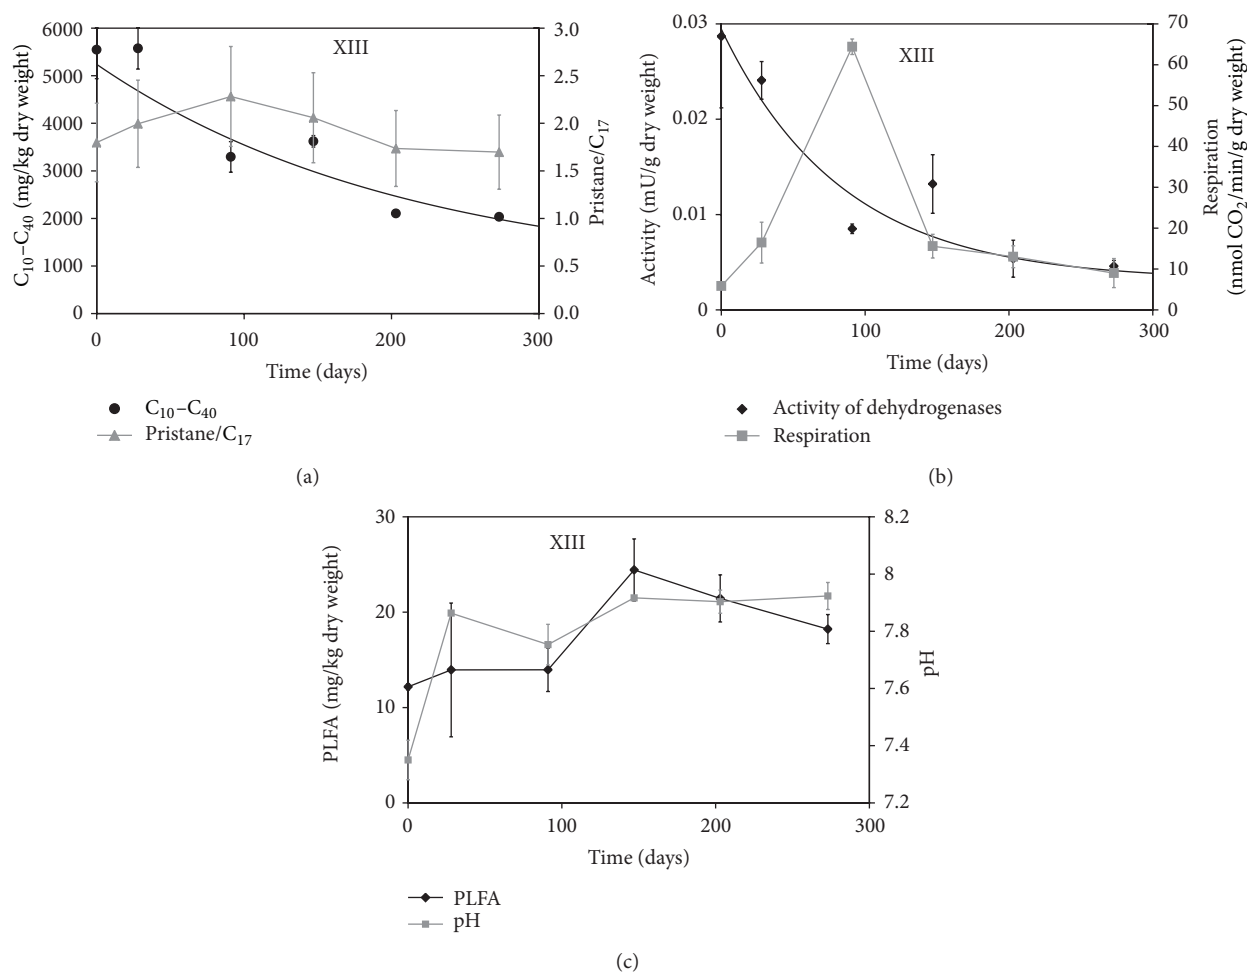 6000
5000
4000
3000
2000
1000
0
C₁₀–C₄₀ (mg/kg dry weight)
XIII
3.0
2.5
2.0
1.5
1.0
0.5
0.0
Pristane/C₁₇
0
100
200
300
Time (days)
C₁₀–C₄₀
Pristane/C₁₇
(a)
0.03
0.02
0.01
0
Activity (mU/g dry weight)
XIII
70
60
50
40
30
20
10
0
Respiration
(nmol CO₂/min/g dry weight)
0
100
200
300
Time (days)
Activity of dehydrogenases
Respiration
(b)
30
20
10
0
PLFA (mg/kg dry weight)
XIII
8.2
8
7.8
7.6
7.4
7.2
pH
0
100
200
300
Time (days)
PLFA
pH
(c)